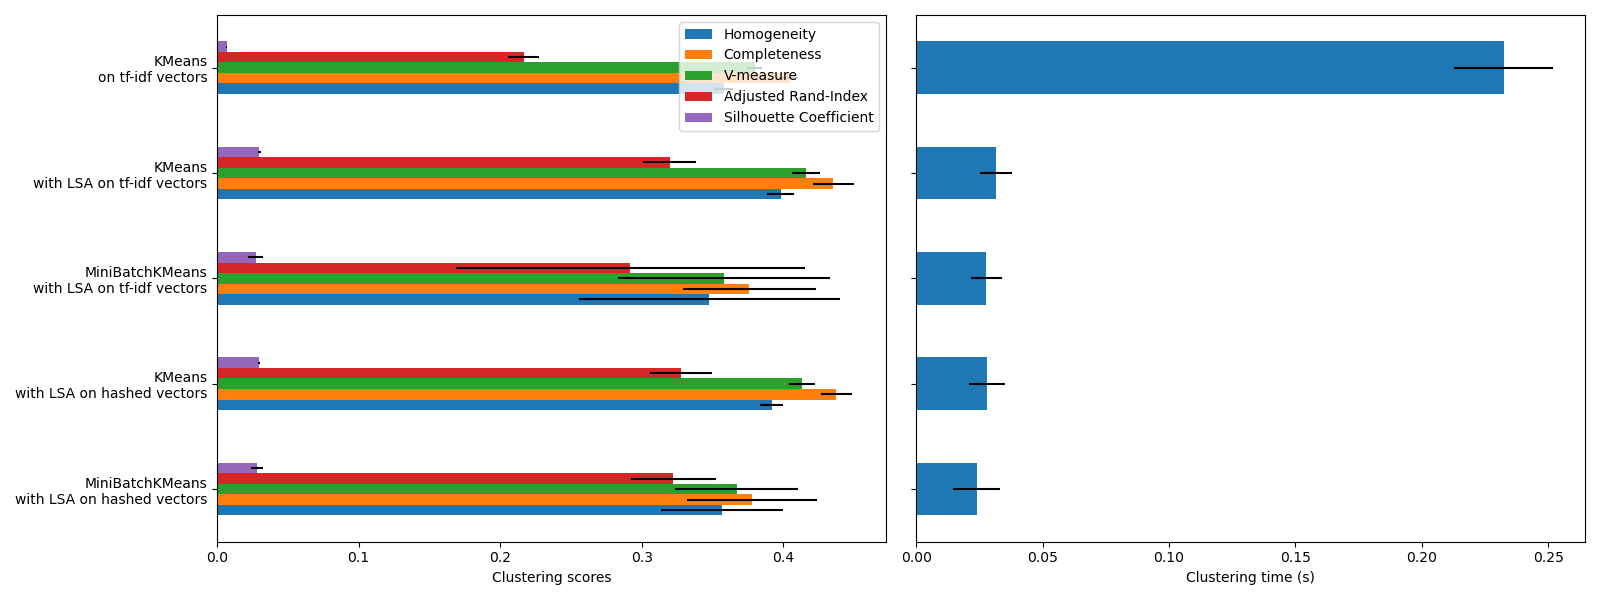 KMeans
on tf-idf vectors
KMeans
with LSA on tf-idf vectors
MiniBatchKMeans
with LSA on tf-idf vectors
KMeans
with LSA on hashed vectors
MiniBatchKMeans
with LSA on hashed vectors
Homogeneity
Completeness
V-measure
Adjusted Rand-Index
Silhouette Coefficient
0.0 0.1 0.2 0.3 0.4
Clustering scores
0.00 0.05 0.10 0.15 0.20 0.25
Clustering time (s)